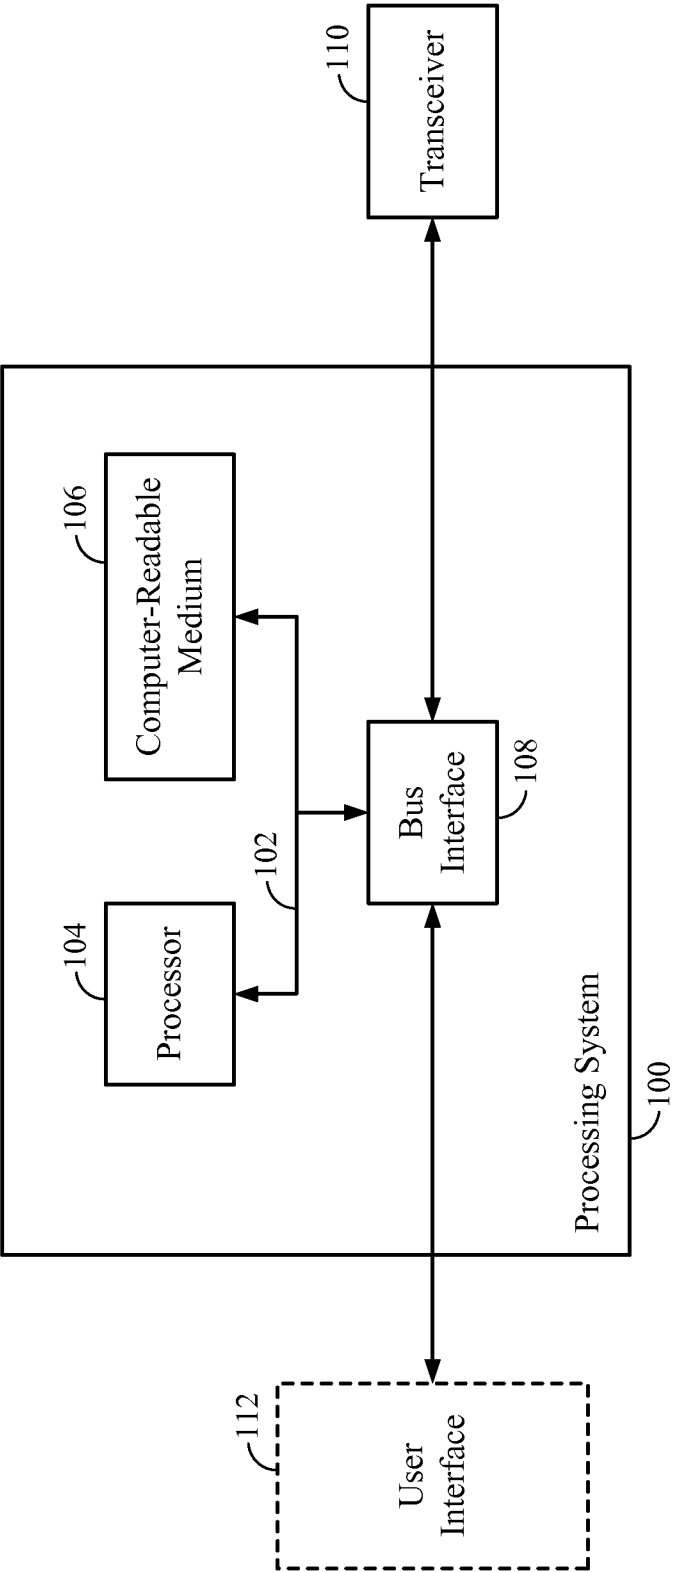 104
Processor
106
Computer-Readable
Medium
102
112
User
Interface
Bus
Interface
108
110
Transceiver
Processing System
100